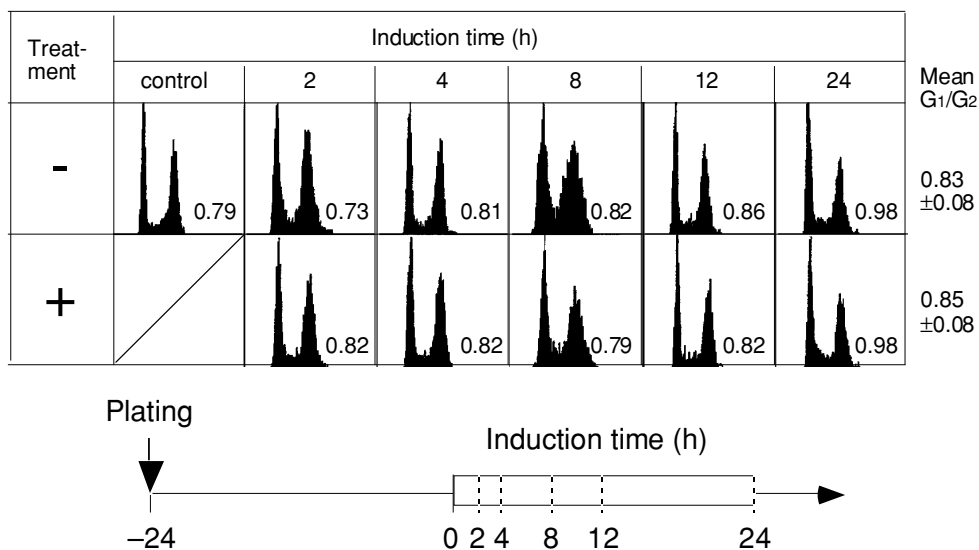 Treat-
ment
Induction time (h)
control 2 4 8 12 24
Mean
G1/G2
-
0.79 0.73 0.81 0.82 0.86 0.98
0.83
±0.08
+
0.82 0.82 0.79 0.82 0.98
0.85
±0.08
Plating
Induction time (h)
–24 0 2 4 8 12 24